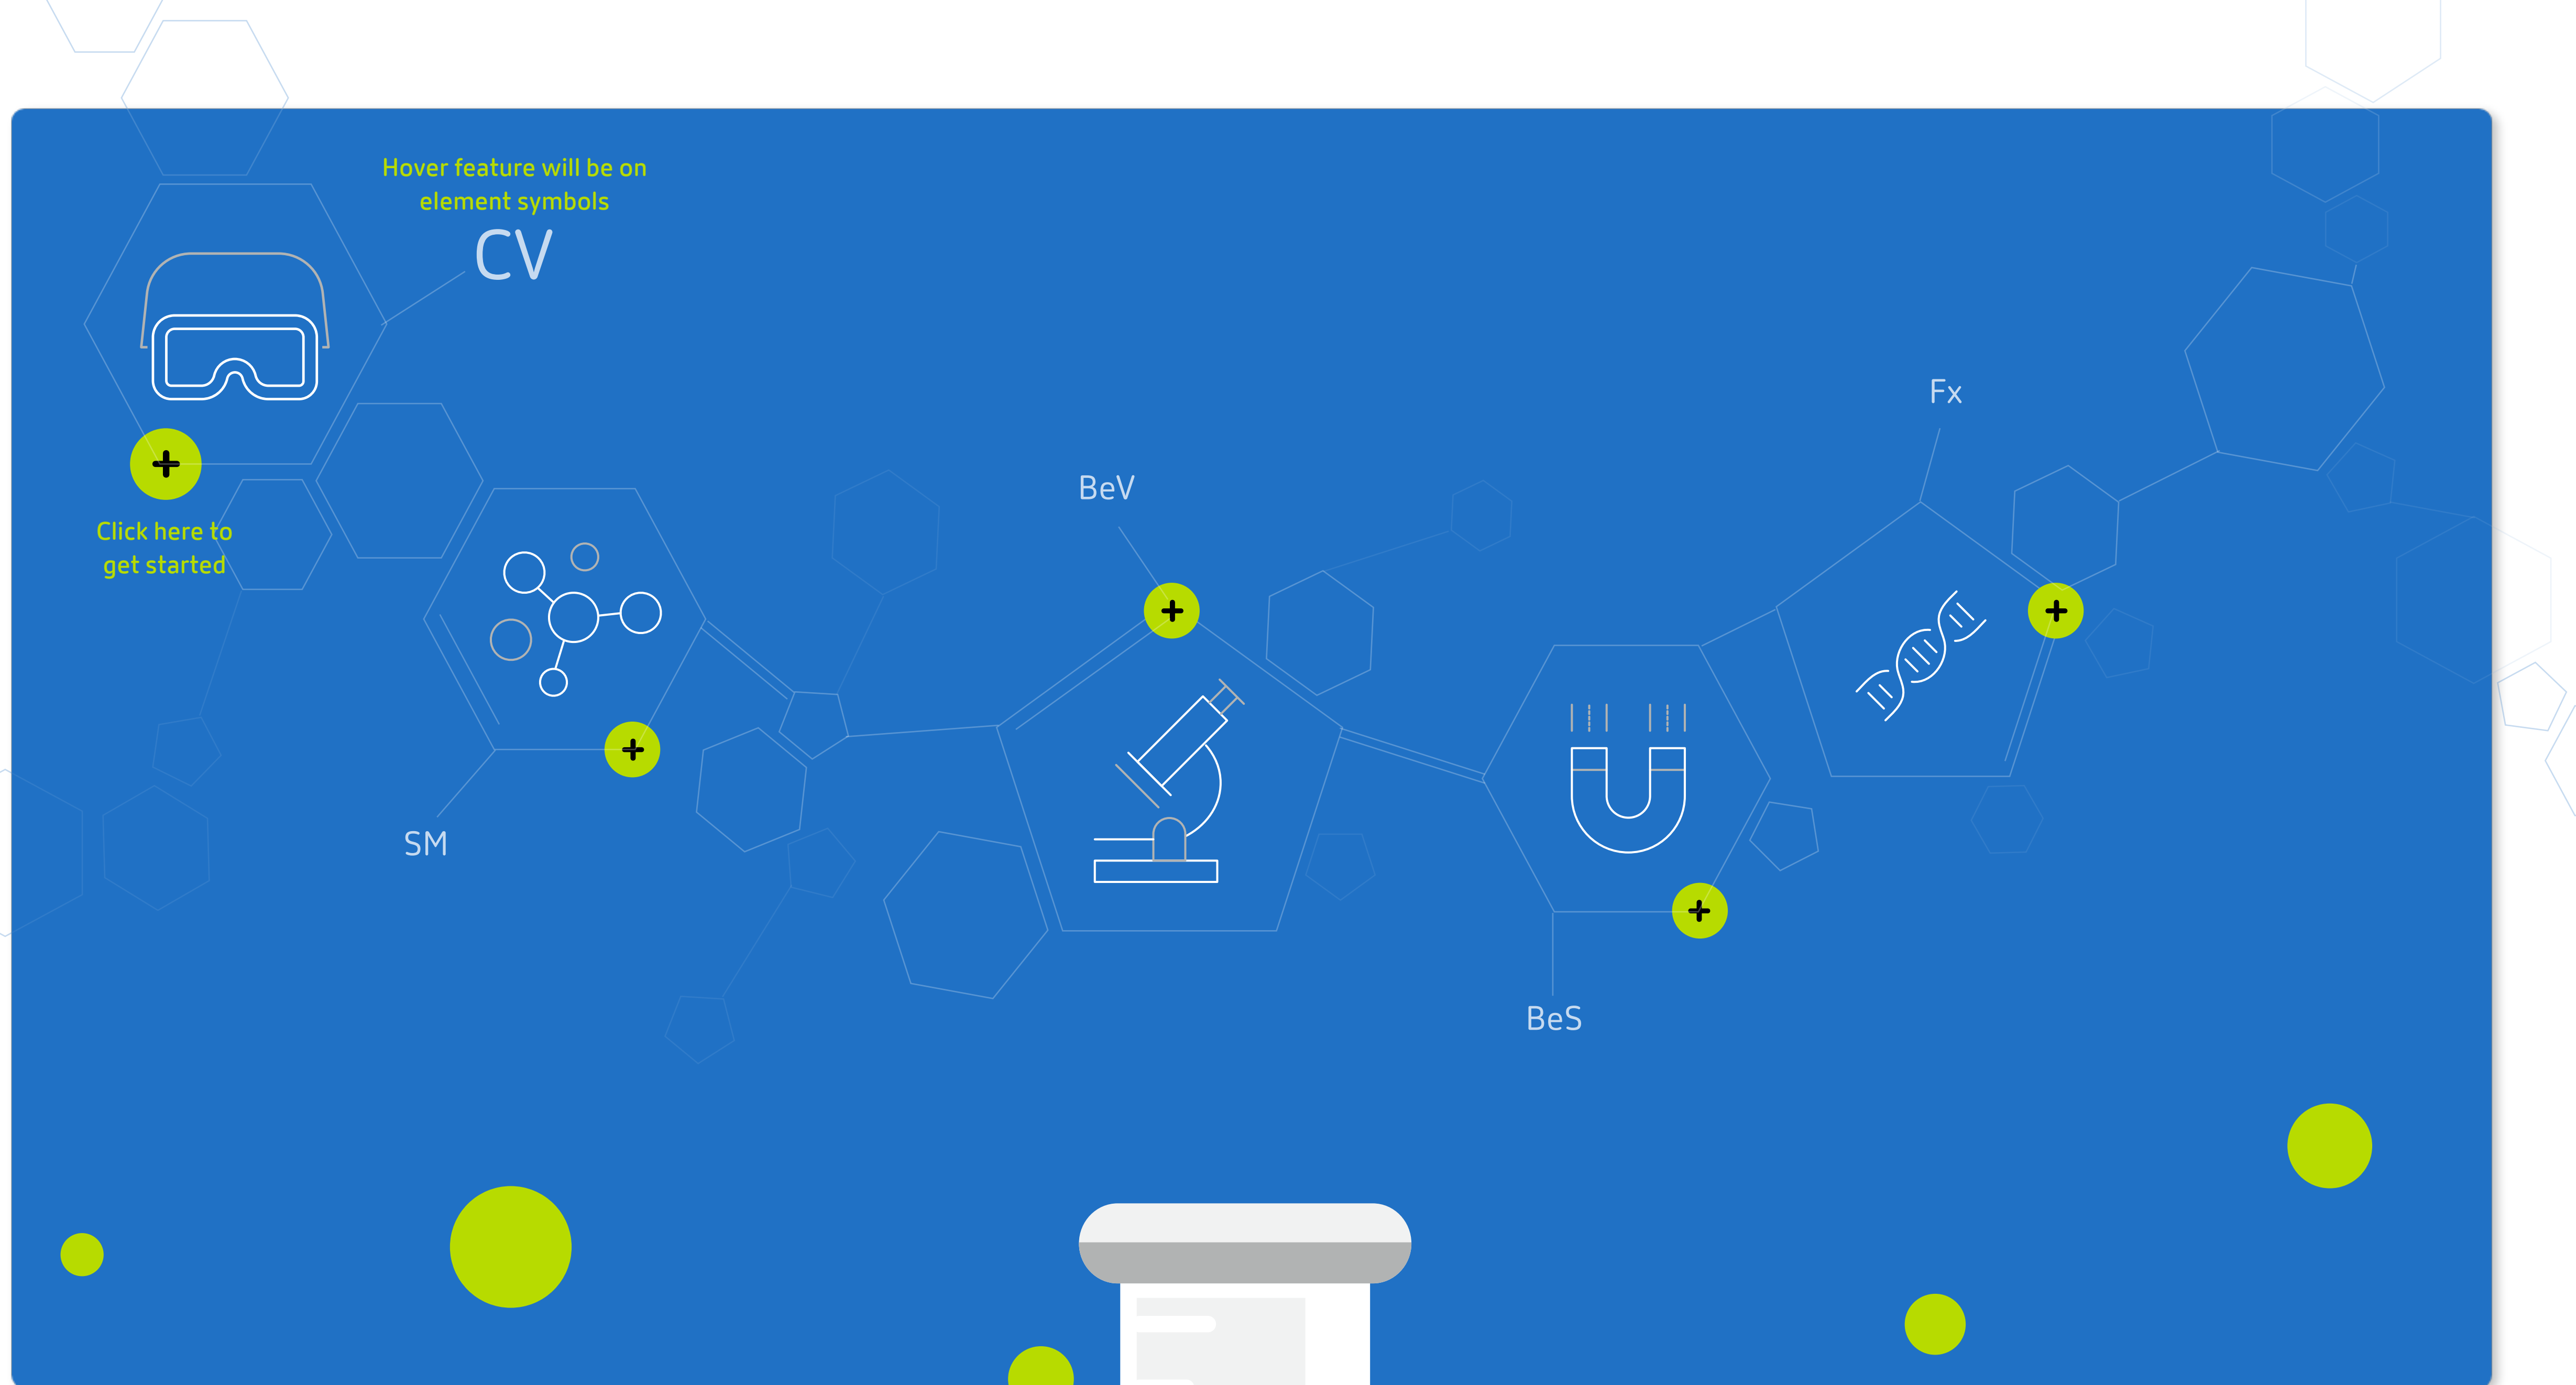 Hover feature will be on
element symbols
CV
Click here to
get started
Fx
BeV
SM
BeS